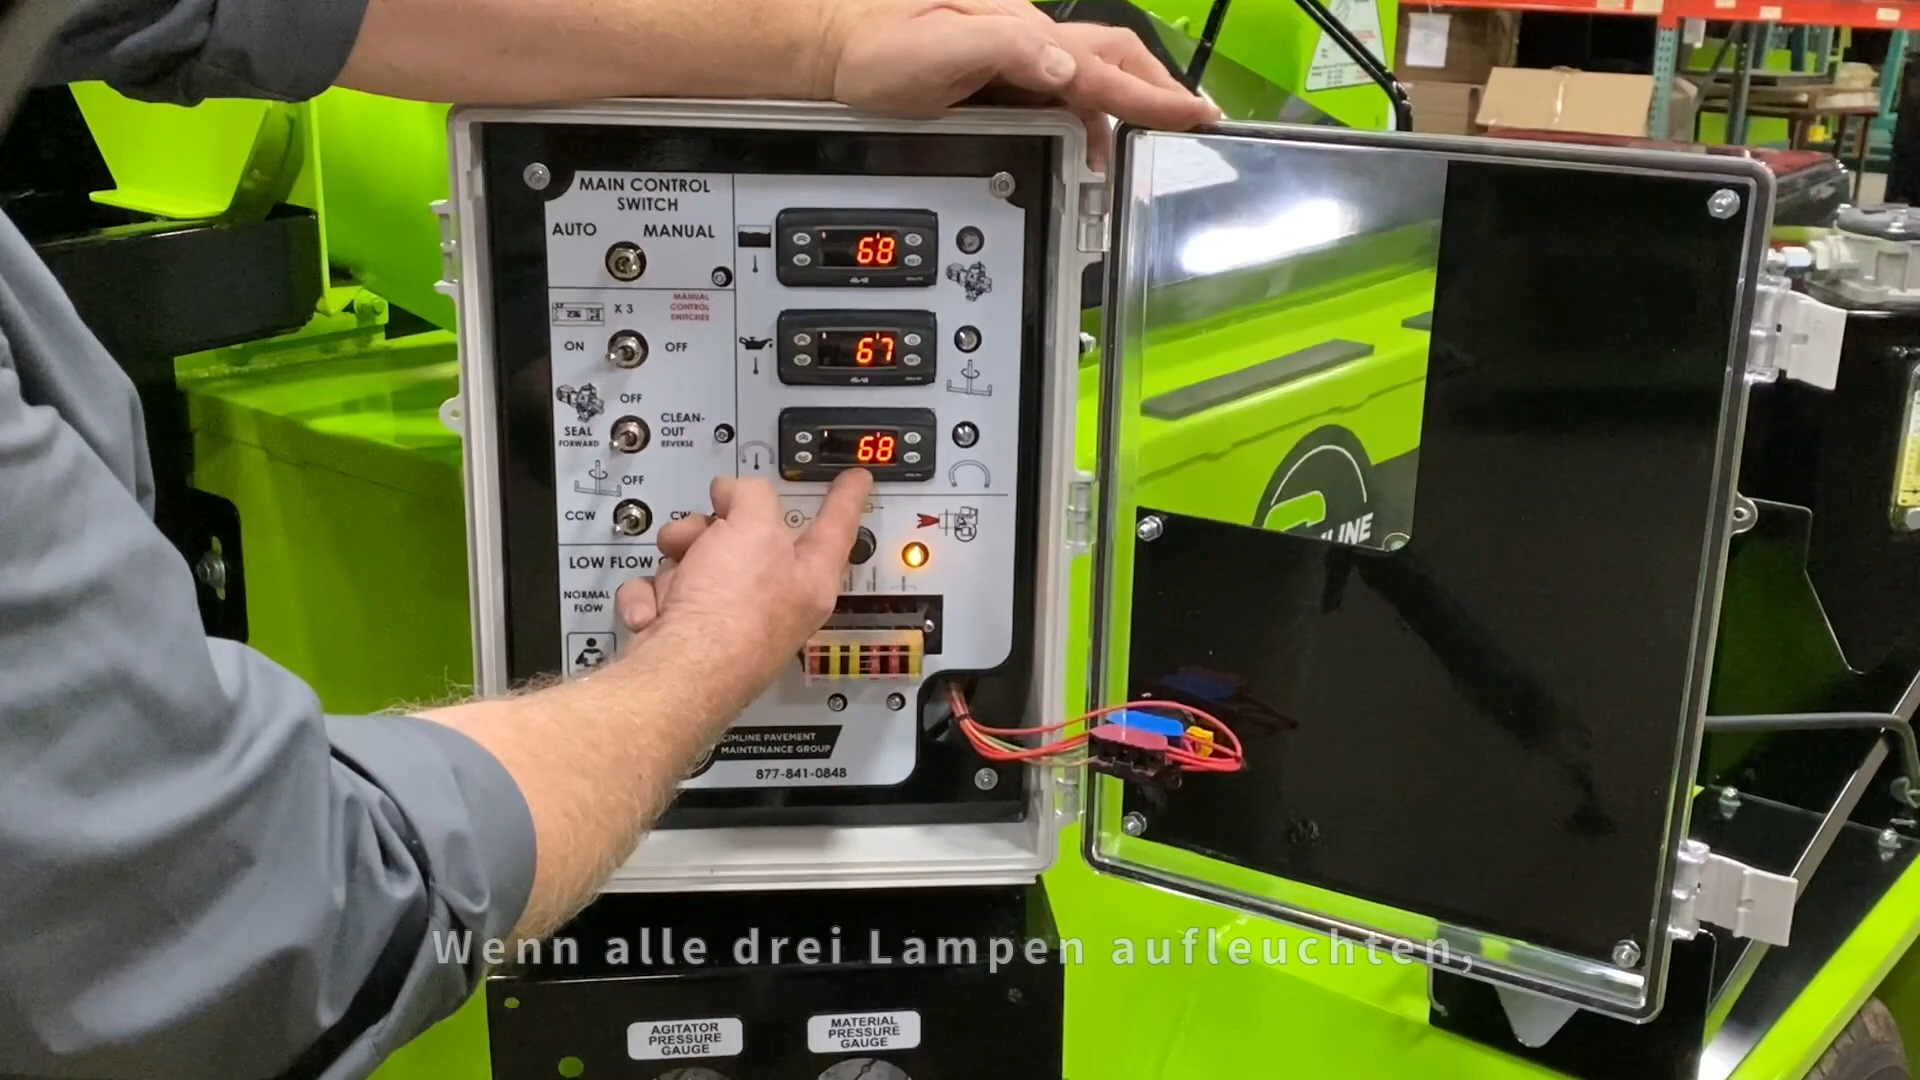 MAIN CONTROL
SWITCH
AUTO
MANUAL
X 3
MANUAL
CONTROL
SWITCHES
ON
OFF
OFF
SEAL
FORWARD
CLEAN-
OUT
REVERSE
OFF
CCW
CW
LOW FLOW
NORMAL
FLOW
68
67
68
CIMLINE PAVEMENT
MAINTENANCE GROUP
877-841-0848
Wenn alle drei Lampen aufleuchten,
AGITATOR
PRESSURE
GAUGE
MATERIAL
PRESSURE
GAUGE